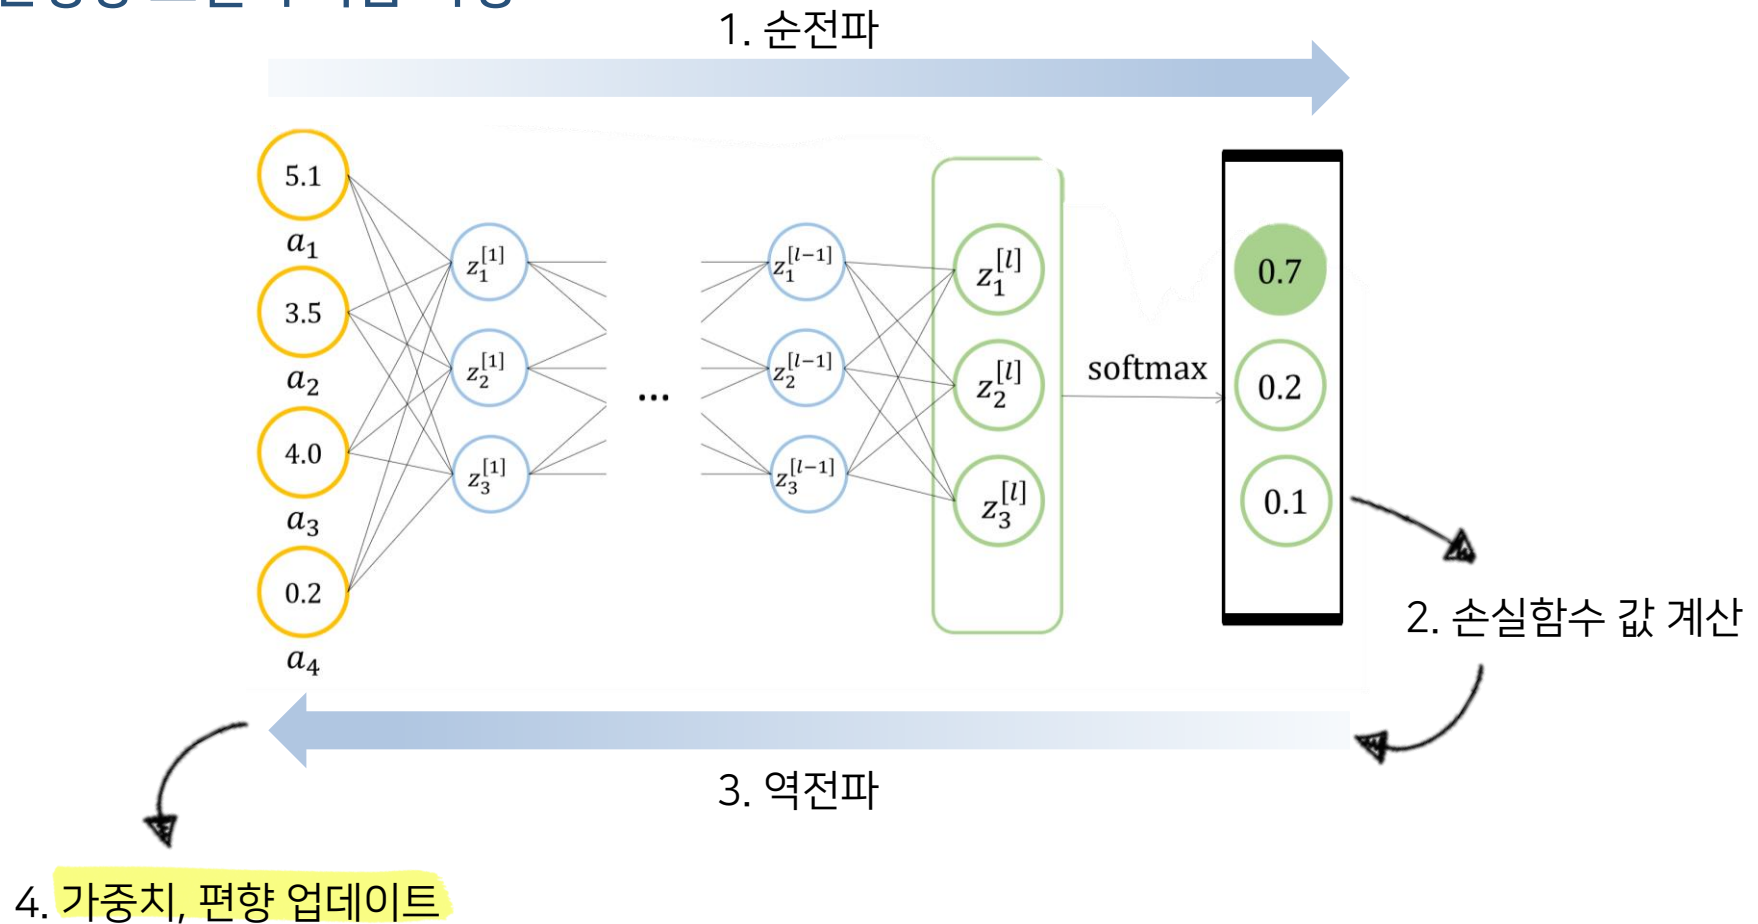 1. 순전파
5.1
a₁
3.5
a₂
4.0
a₃
0.2
a₄
z₁^[1]
z₂^[1]
z₃^[1]
...
z₁^[l−1]
z₂^[l−1]
z₃^[l−1]
z₁^[l]
z₂^[l]
z₃^[l]
softmax
0.7
0.2
0.1
2. 손실함수 값 계산
3. 역전파
4. 가중치, 편향 업데이트